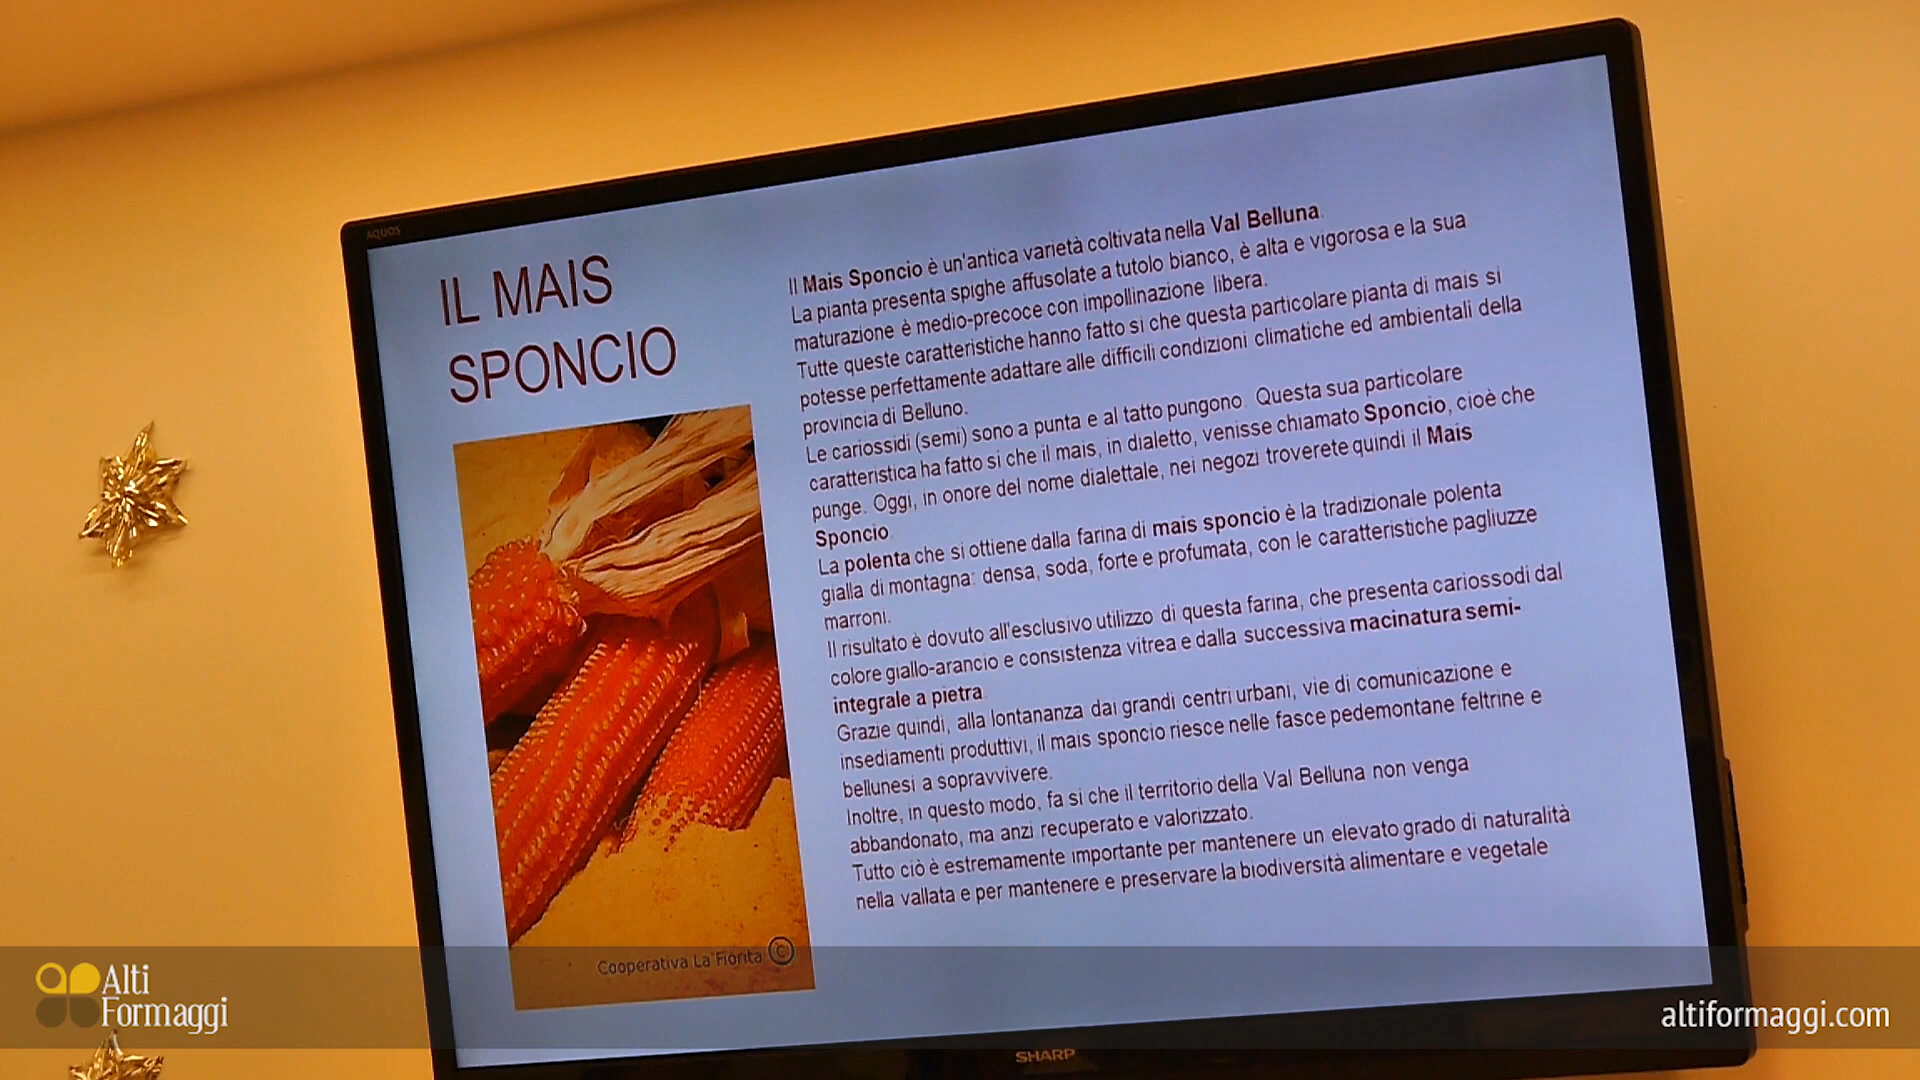 AQUOS
IL MAIS
SPONCIO
Il Mais Sponcio è un'antica varietà coltivata nella Val Belluna.
La pianta presenta spighe affusolate a tutolo bianco, è alta e vigorosa e la sua
maturazione è medio-precoce con impollinazione libera.
Tutte queste caratteristiche hanno fatto si che questa particolare pianta di mais si
potesse perfettamente adattare alle difficili condizioni climatiche ed ambientali della
provincia di Belluno.
Le cariossidi (semi) sono a punta e al tatto pungono. Questa sua particolare
caratteristica ha fatto si che il mais, in dialetto, venisse chiamato Sponcio, cioè che
punge. Oggi, in onore del nome dialettale, nei negozi troverete quindi il Mais
Sponcio.
La polenta che si ottiene dalla farina di mais sponcio è la tradizionale polenta
gialla di montagna: densa, soda, forte e profumata, con le caratteristiche pagliuzze
marroni.
Il risultato è dovuto all'esclusivo utilizzo di questa farina, che presenta cariossodi dal
colore giallo-arancio e consistenza vitrea e dalla successiva macinatura semi-
integrale a pietra.
Grazie quindi, alla lontananza dai grandi centri urbani, vie di comunicazione e
insediamenti produttivi, il mais sponcio riesce nelle fasce pedemontane feltrine e
bellunesi a sopravvivere.
Inoltre, in questo modo, fa si che il territorio della Val Belluna non venga
abbandonato, ma anzi recuperato e valorizzato.
Tutto ciò è estremamente importante per mantenere un elevato grado di naturalità
nella vallata e per mantenere e preservare la biodiversità alimentare e vegetale
Cooperativa La Fiorita ©
SHARP
Alti
Formaggi
altiformaggi.com